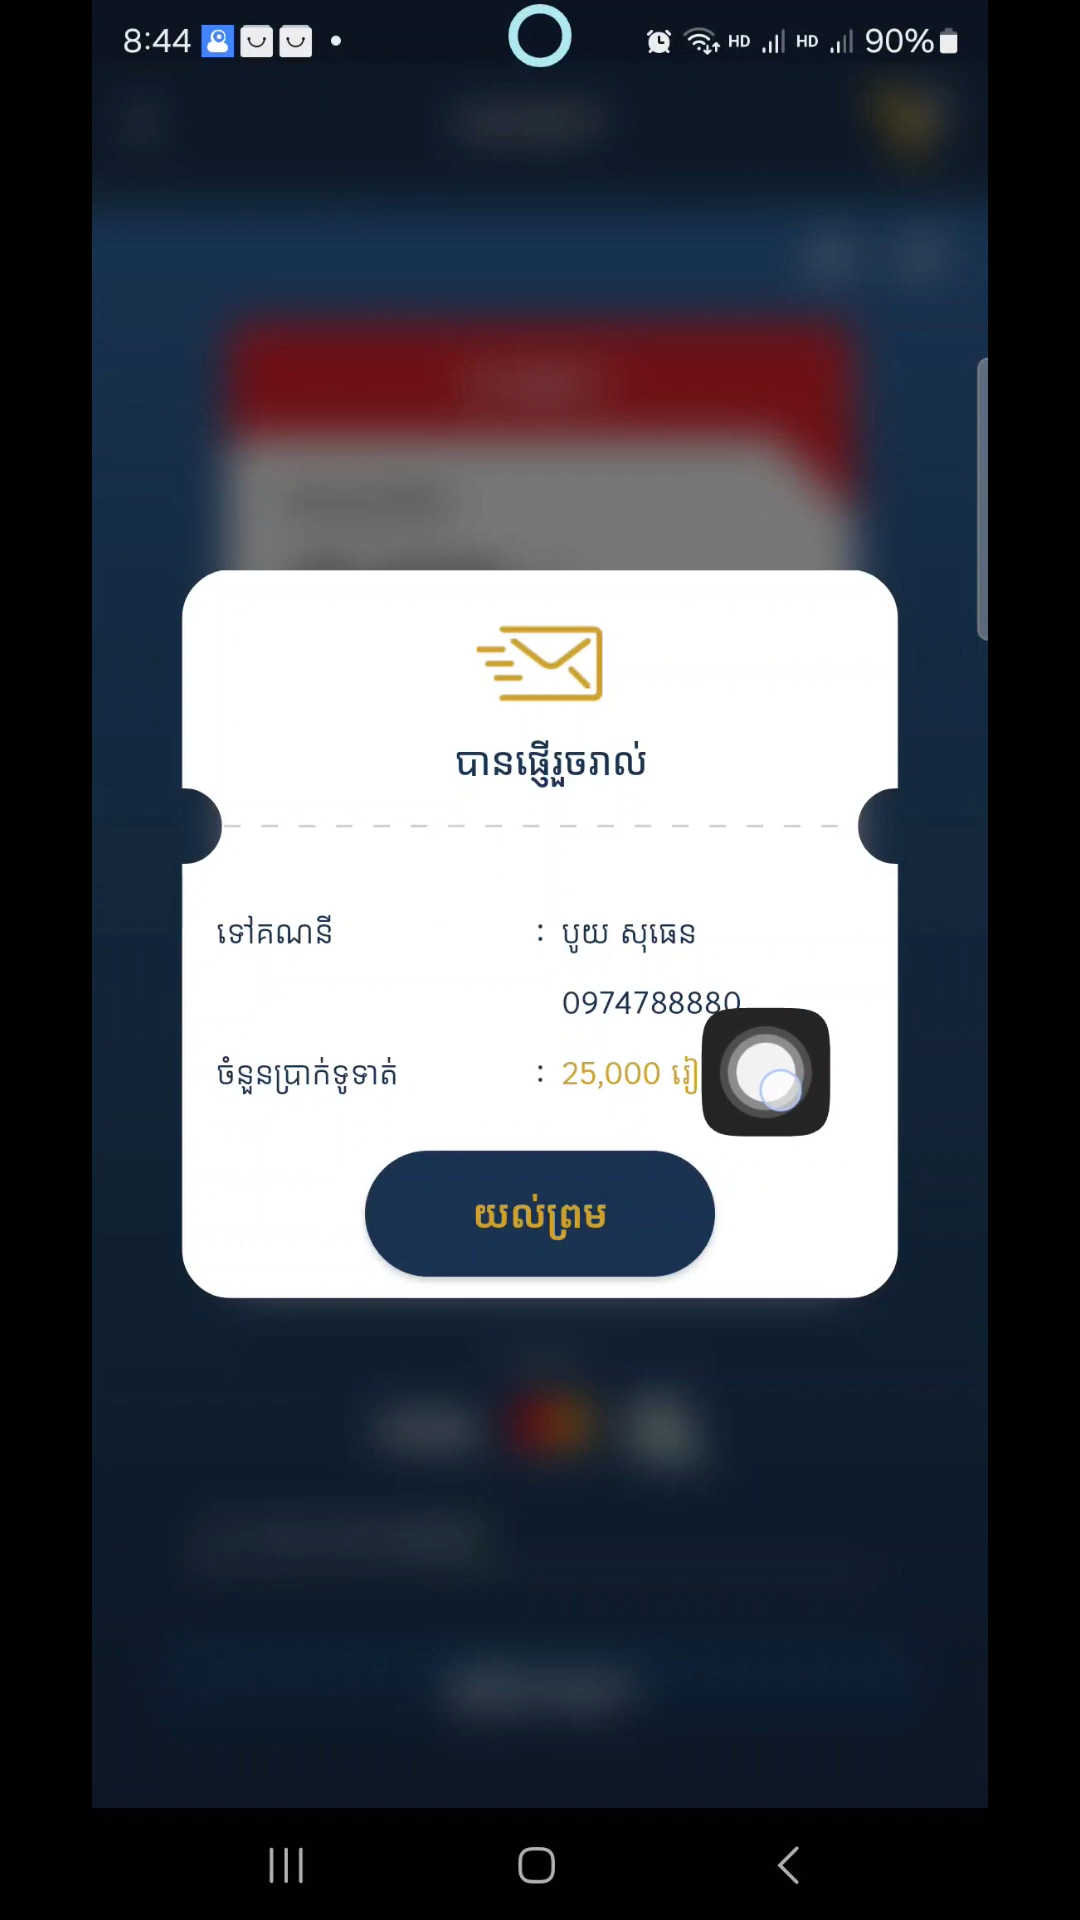 8:44
HD HD 90%
បានផ្ញើរួចរាល់
ទៅគណនី : បូយ សុធេន
0974788880
ចំនួនប្រាក់ទូទាត់ : 25,000
យល់ព្រម